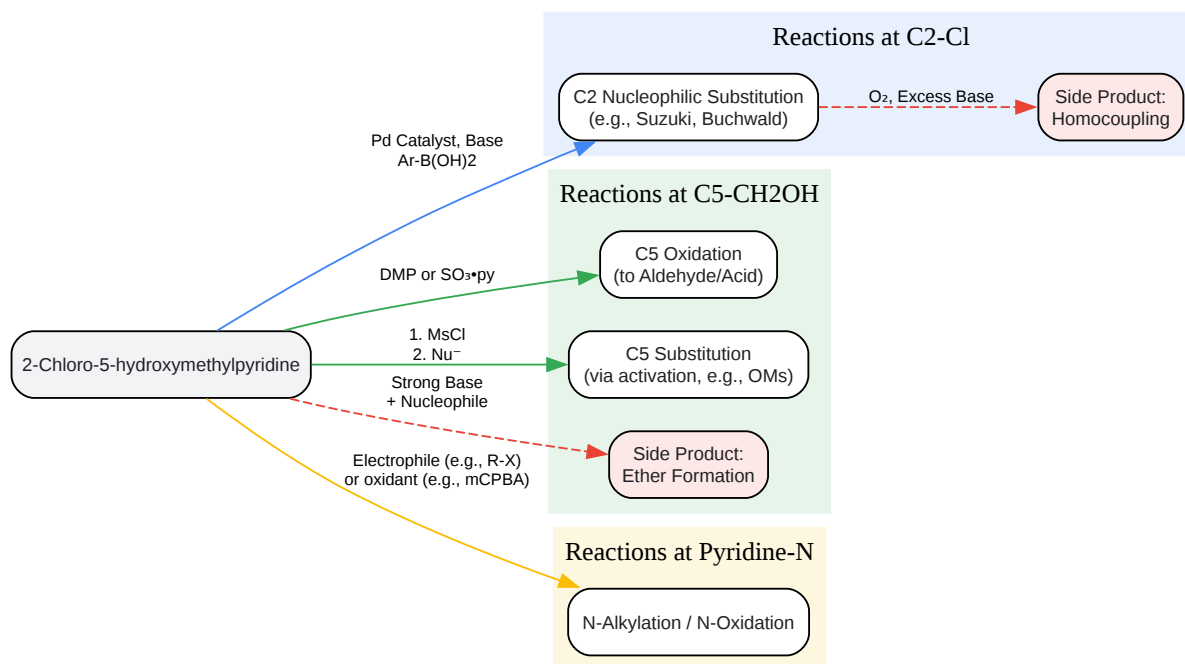 Reactions at C2-Cl
C2 Nucleophilic Substitution
(e.g., Suzuki, Buchwald)
O₂, Excess Base
Side Product:
Homocoupling
Pd Catalyst, Base
Ar-B(OH)2
Reactions at C5-CH2OH
C5 Oxidation
(to Aldehyde/Acid)
DMP or SO₃•py
2-Chloro-5-hydroxymethylpyridine
1. MsCl
2. Nu⁻
C5 Substitution
(via activation, e.g., OMs)
Strong Base
+ Nucleophile
Side Product:
Ether Formation
Electrophile (e.g., R-X)
or oxidant (e.g., mCPBA)
Reactions at Pyridine-N
N-Alkylation / N-Oxidation